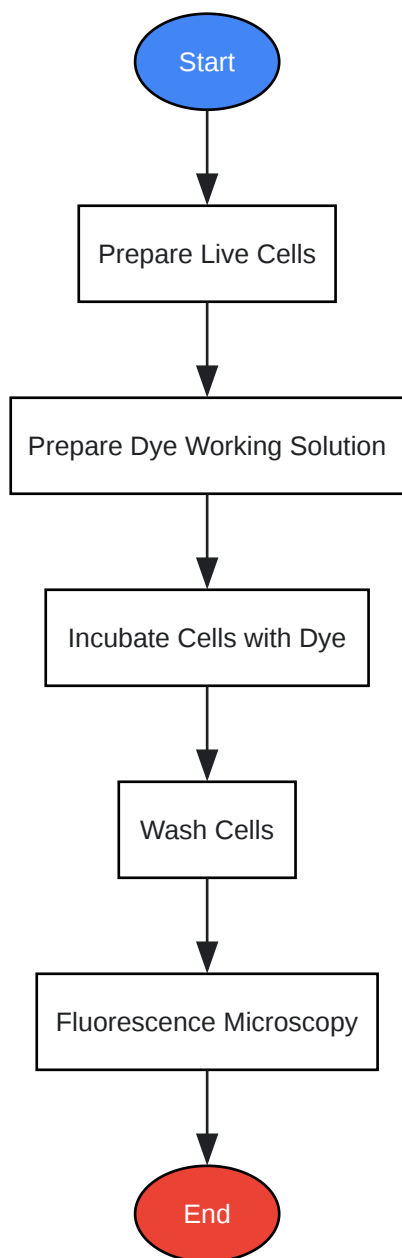 Start
Prepare Live Cells
Prepare Dye Working Solution
Incubate Cells with Dye
Wash Cells
Fluorescence Microscopy
End